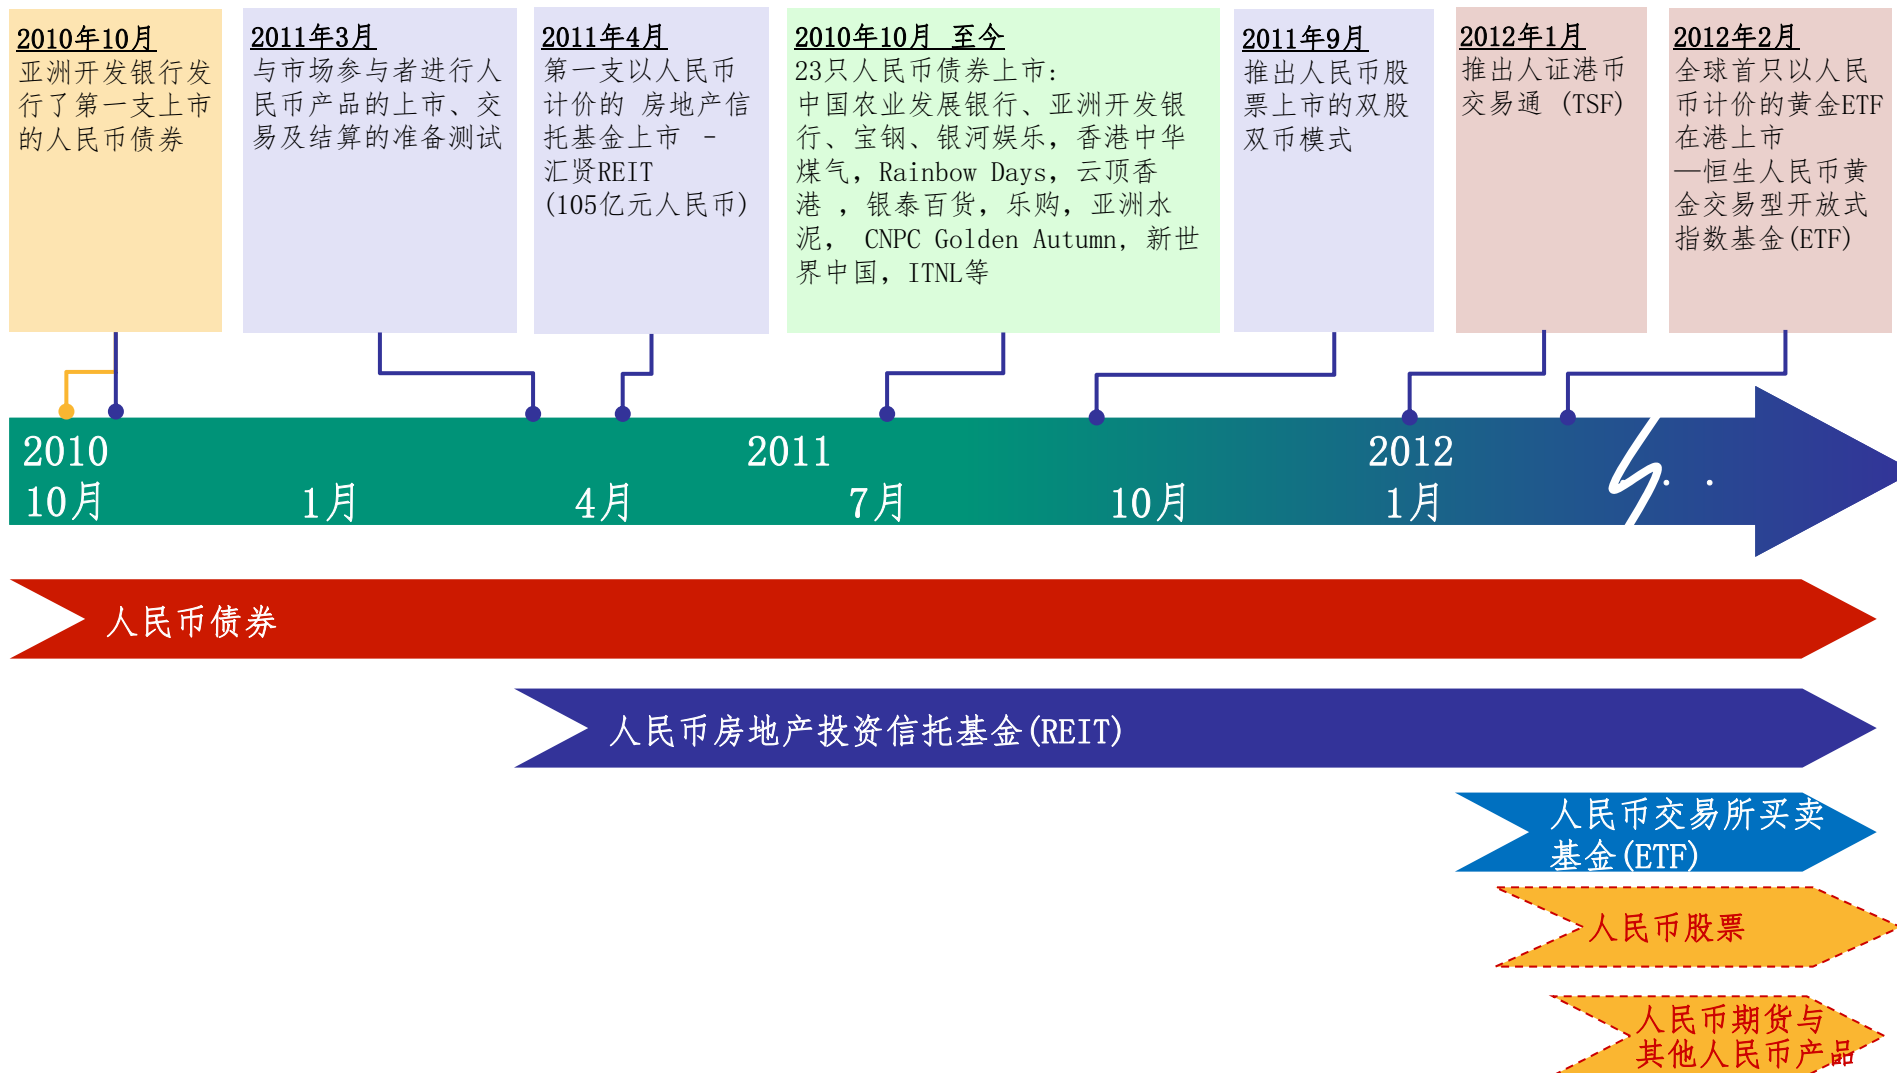 2010年10月
亚洲开发银行发
行了第一支上市
的人民币债券
2011年3月
与市场参与者进行人
民币产品的上市、交
易及结算的准备测试
2011年4月
第一支以人民币
计价的 房地产信
托基金上市 –
汇贤REIT
(105亿元人民币)
2010年10月 至今
23只人民币债券上市:
中国农业发展银行、亚洲开发银
行、宝钢、银河娱乐，香港中华
煤气，Rainbow Days，云顶香
港 ，银泰百货，乐购，亚洲水
泥， CNPC Golden Autumn，新世
界中国，ITNL等
2011年9月
推出人民币股
票上市的双股
双币模式
2012年1月
推出人证港币
交易通 (TSF)
2012年2月
全球首只以人民
币计价的黄金ETF
在港上市
—恒生人民币黄
金交易型开放式
指数基金(ETF)
2010 2011 2012
10月 1月 4月 7月 10月 1月 . .
人民币债券
人民币房地产投资信托基金(REIT)
人民币交易所买卖
基金(ETF)
人民币股票
人民币期货与
其他人民币产品